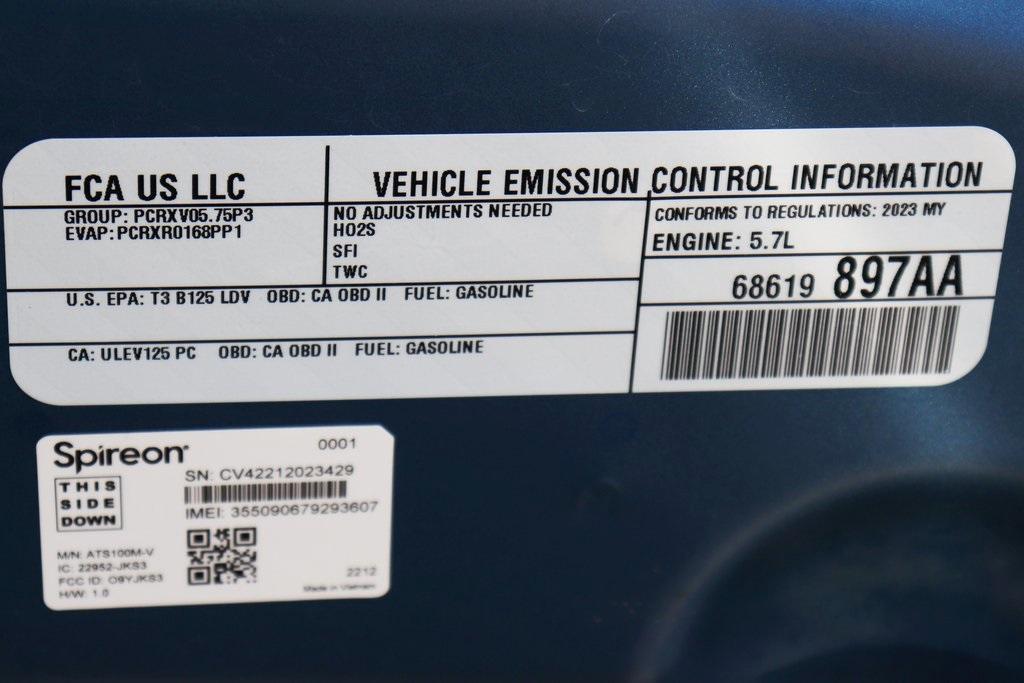 FCA US LLC
VEHICLE EMISSION CONTROL INFORMATION
GROUP: PCRXV05.75P3
EVAP: PCRXR0168PP1
NO ADJUSTMENTS NEEDED
HO2S
SFI
TWC
CONFORMS TO REGULATIONS: 2023 MY
ENGINE: 5.7L
68619 897AA
U.S. EPA: T3 B125 LDV OBD: CA OBD II FUEL: GASOLINE
CA: ULEV125 PC OBD: CA OBD II FUEL: GASOLINE
Spireon
0001
THIS
SIDE
DOWN
SN: CV42212023429
IMEI: 355090679293607
M/N: ATS100M-V
IC: 22952-JKS3
FCC ID: O9YJKS3
H/W: 1.0
2212
Made in Vietnam